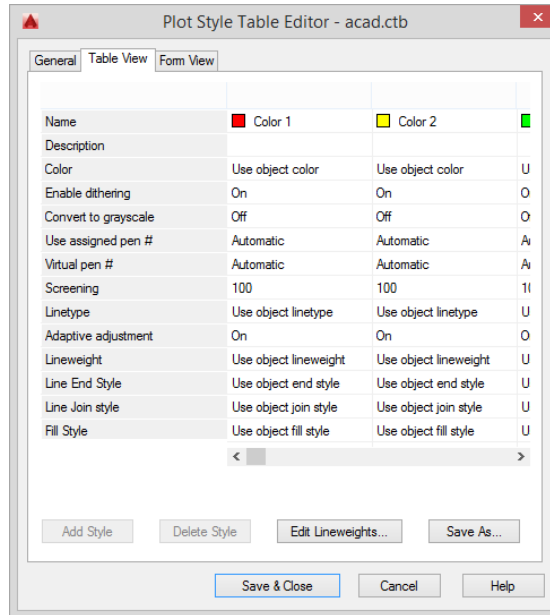 Plot Style Table Editor - acad.ctb
General Table View Form View
Name Color 1 Color 2
Description
Color Use object color Use object color U
Enable dithering On On O
Convert to grayscale Off Off O
Use assigned pen # Automatic Automatic A
Virtual pen # Automatic Automatic A
Screening 100 100 10
Linetype Use object linetype Use object linetype U
Adaptive adjustment On On O
Lineweight Use object lineweight Use object lineweight U
Line End Style Use object end style Use object end style U
Line Join style Use object join style Use object join style U
Fill Style Use object fill style Use object fill style U
Add Style Delete Style Edit Lineweights... Save As...
Save & Close Cancel Help